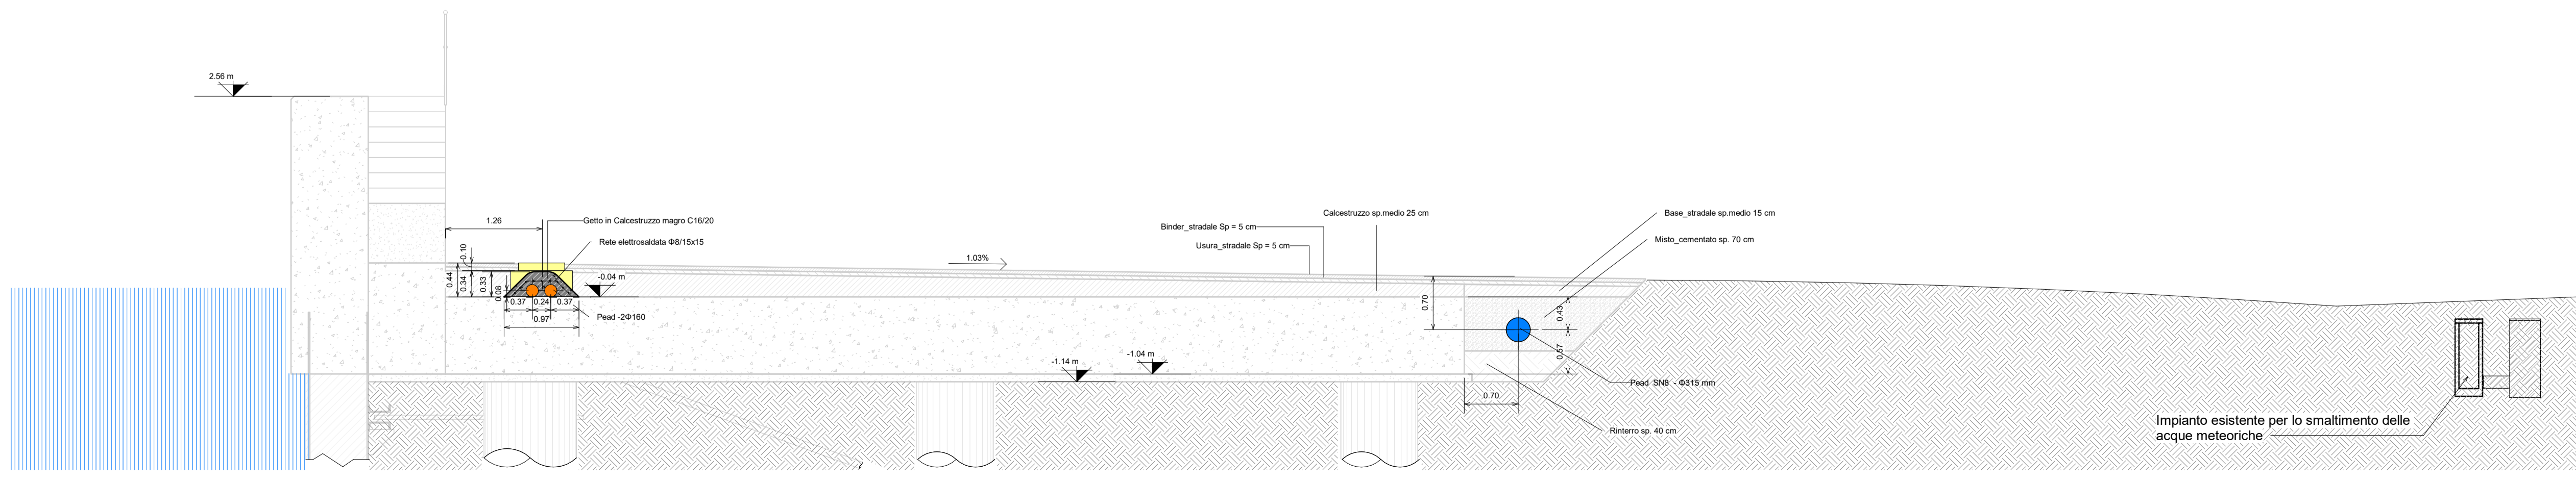 2.56 m
1.26
Getto in Calcestruzzo magro C16/20
Rete elettrosaldata Φ8/15x15
-0.10
0.44
0.34
0.33
0.08
-0.04 m
0.37
0.24
0.37
0.97
Pead -2Φ160
1.03%
Calcestruzzo sp.medio 25 cm
Binder_stradale Sp = 5 cm
Usura_stradale Sp = 5 cm
Base_stradale sp.medio 15 cm
Misto_cementato sp. 70 cm
0.70
0.43
0.57
-1.14 m
-1.04 m
Pead SN8 - Φ315 mm
0.70
Rinterro sp. 40 cm
Impianto esistente per lo smaltimento delle
acque meteoriche